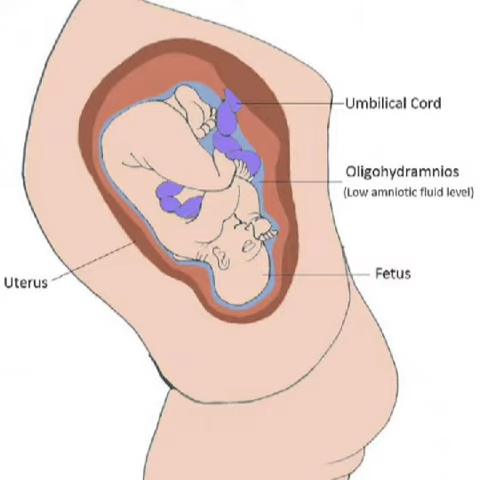 Umbilical Cord
Oligohydramnios
(Low amniotic fluid level)
Fetus
Uterus